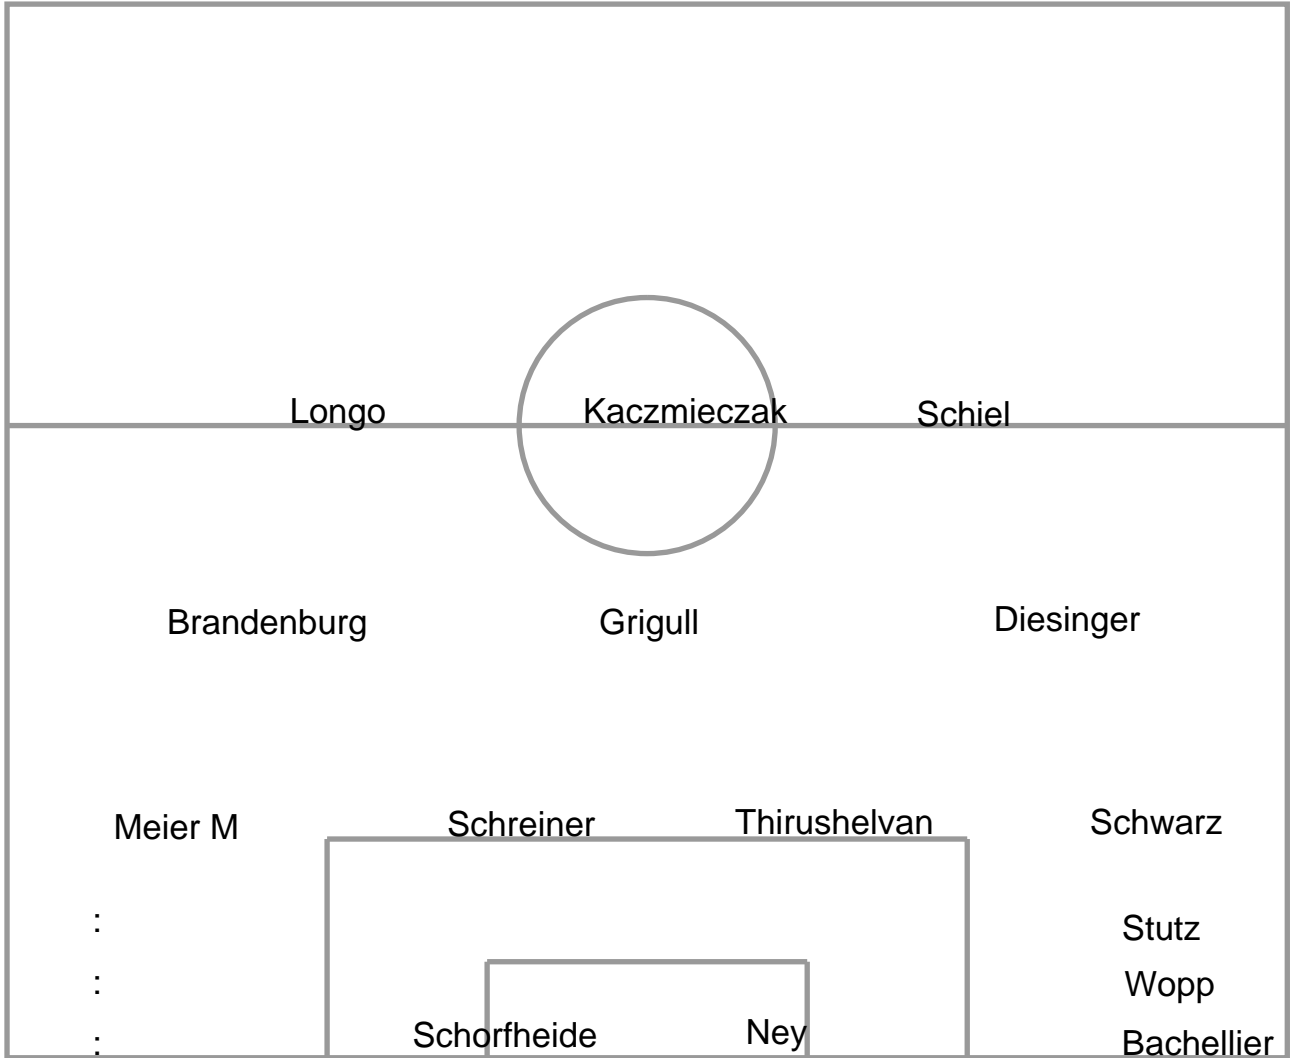 Longo Kaczmieczak Schiel
Brandenburg Grigull Diesinger
Meier M Schreiner Thirushelvan Schwarz
: Stutz
: Wopp
: Schorfheide Ney Bachellier